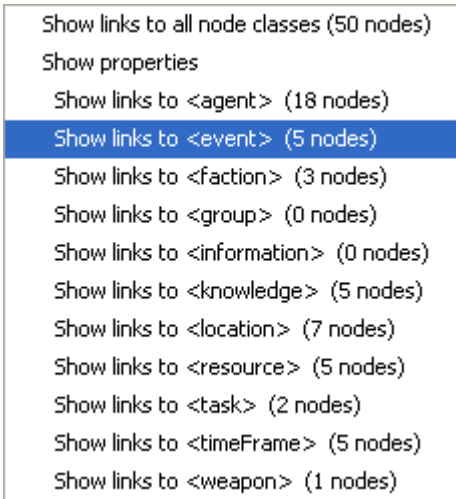 Show links to all node classes (50 nodes)
Show properties
Show links to <agent> (18 nodes)
Show links to <event> (5 nodes)
Show links to <faction> (3 nodes)
Show links to <group> (0 nodes)
Show links to <information> (0 nodes)
Show links to <knowledge> (5 nodes)
Show links to <location> (7 nodes)
Show links to <resource> (5 nodes)
Show links to <task> (2 nodes)
Show links to <timeFrame> (5 nodes)
Show links to <weapon> (1 nodes)